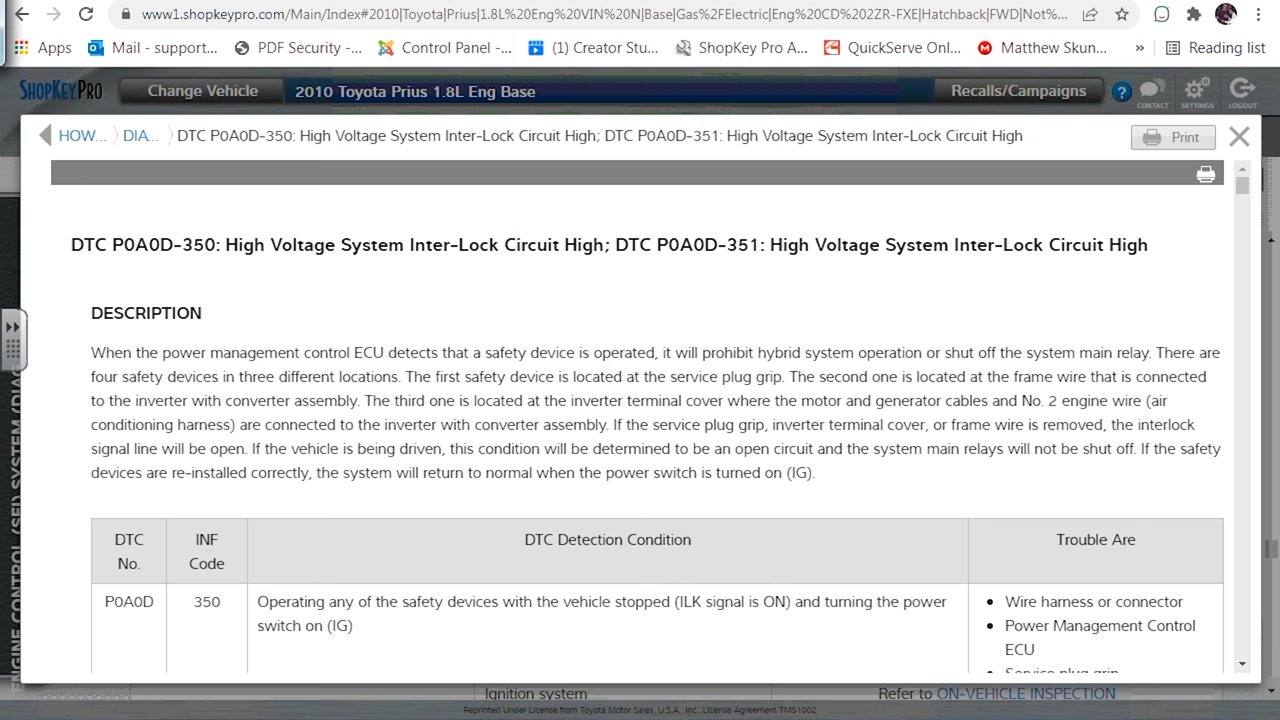 www1.shopkeypro.com/Main/Index#2010|Toyota|Prius|1.8L%20Eng%20VIN%20N|Base|Gas%2FElectric|Eng%20CD%202ZR-FXE|Hatchback|FWD|Not%...
Apps Mail - support... PDF Security -... Control Panel -... (1) Creator Stu... ShopKey Pro A... QuickServe Onl... Matthew Skun... » Reading list
SHOPKEYPRO Change Vehicle 2010 Toyota Prius 1.8L Eng Base Recalls/Campaigns ? CONTACT SETTINGS LOGOUT
HOW... DIA... DTC P0A0D-350: High Voltage System Inter-Lock Circuit High; DTC P0A0D-351: High Voltage System Inter-Lock Circuit High Print
DTC P0A0D-350: High Voltage System Inter-Lock Circuit High; DTC P0A0D-351: High Voltage System Inter-Lock Circuit High
DESCRIPTION
When the power management control ECU detects that a safety device is operated, it will prohibit hybrid system operation or shut off the system main relay. There are
four safety devices in three different locations. The first safety device is located at the service plug grip. The second one is located at the frame wire that is connected
to the inverter with converter assembly. The third one is located at the inverter terminal cover where the motor and generator cables and No. 2 engine wire (air
conditioning harness) are connected to the inverter with converter assembly. If the service plug grip, inverter terminal cover, or frame wire is removed, the interlock
signal line will be open. If the vehicle is being driven, this condition will be determined to be an open circuit and the system main relays will not be shut off. If the safety
devices are re-installed correctly, the system will return to normal when the power switch is turned on (IG).
DTC No. INF Code DTC Detection Condition Trouble Are
P0A0D 350 Operating any of the safety devices with the vehicle stopped (ILK signal is ON) and turning the power
switch on (IG)
• Wire harness or connector
• Power Management Control
ECU
• Service plug grip
ENGINE CONTROL (SFI) SYSTEM (DIAG
Ignition system Refer to ON-VEHICLE INSPECTION
Reprinted Under License from Toyota Motor Sales, U.S.A., Inc., License Agreement TMS1002